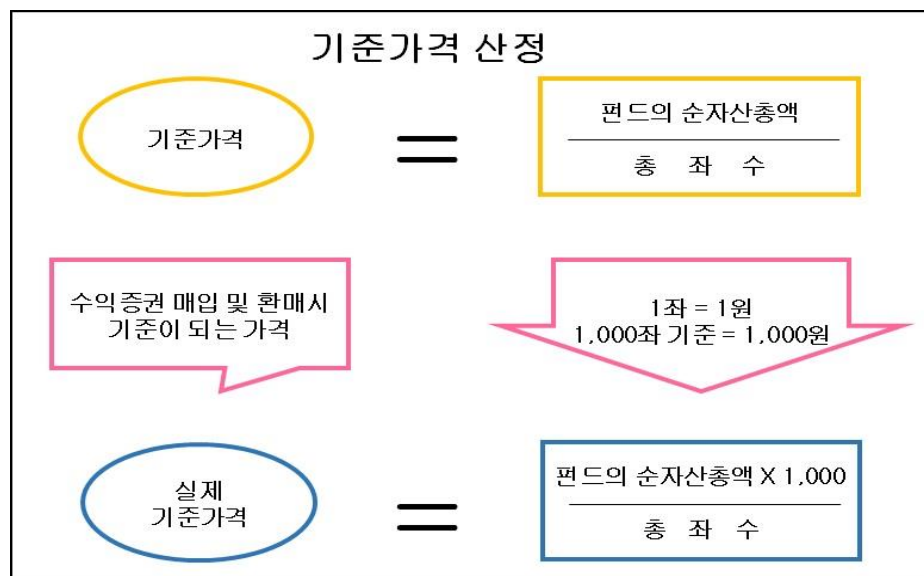 기준가격 산정
기준가격
=
펀드의 순자산총액
총 좌 수
수익증권 매입 및 환매시
기준이 되는 가격
1좌 = 1원
1,000좌 기준 = 1,000원
실제
기준가격
=
펀드의 순자산총액 X 1,000
총 좌 수